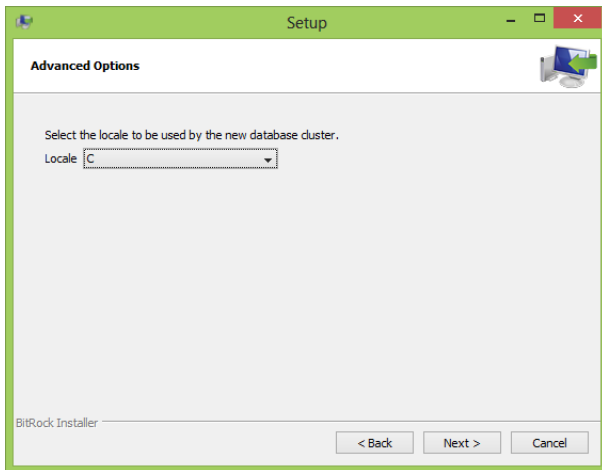 Setup
Advanced Options
Select the locale to be used by the new database cluster.
Locale C
BitRock Installer
< Back Next > Cancel